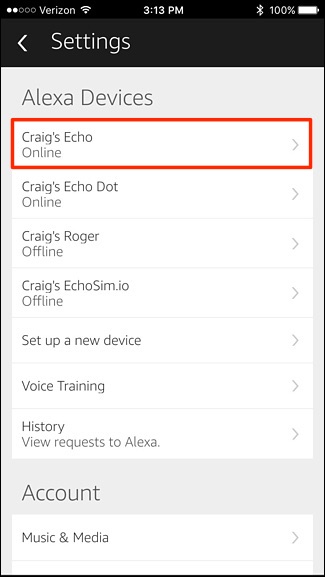 Verizon 3:13 PM 100%
Settings
Alexa Devices
Craig's Echo
Online
Craig's Echo Dot
Online
Craig's Roger
Offline
Craig's EchoSim.io
Offline
Set up a new device
Voice Training
History
View requests to Alexa.
Account
Music & Media